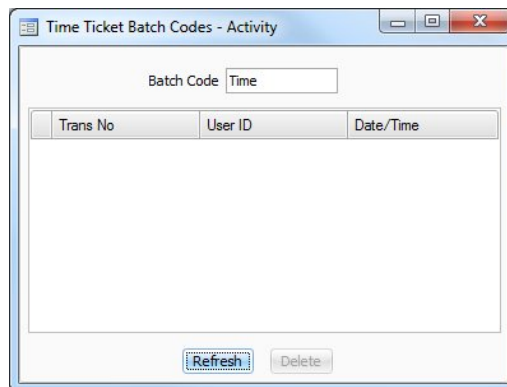 Time Ticket Batch Codes - Activity
Batch Code Time
Trans No User ID Date/Time
Refresh Delete